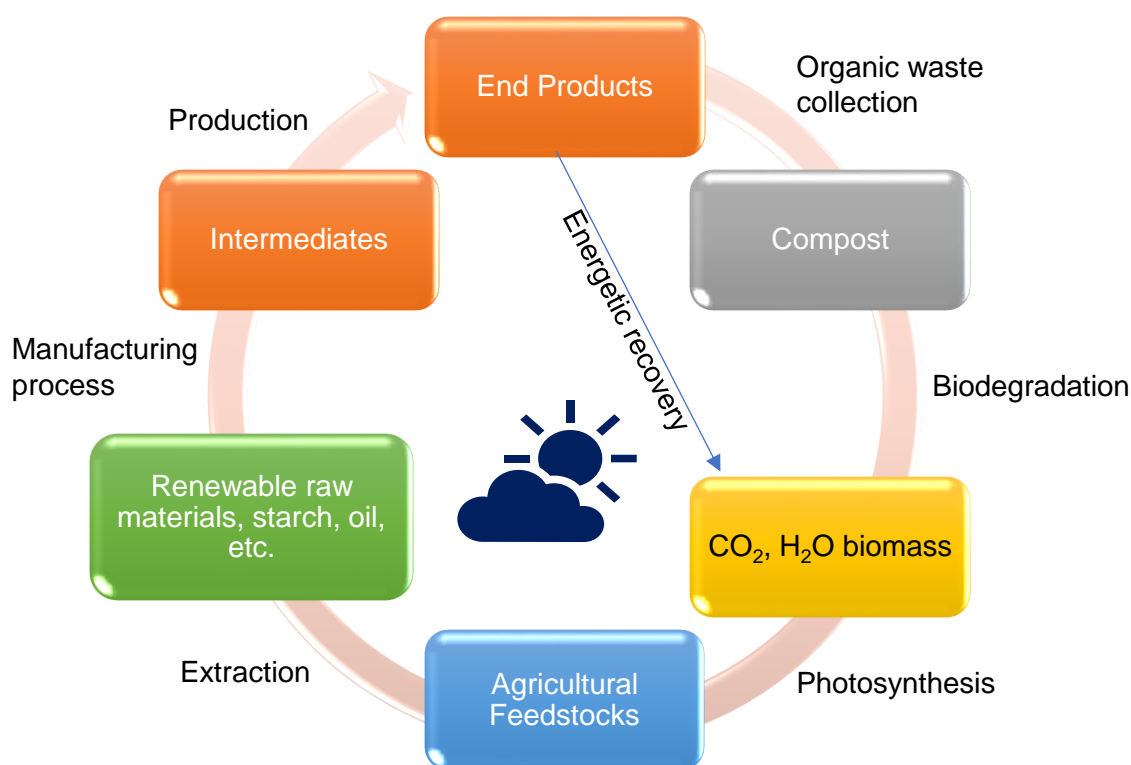 End Products
Organic waste
collection
Production
Intermediates
Compost
Energetic recovery
Manufacturing
process
Biodegradation
Renewable raw
materials, starch, oil,
etc.
CO₂, H₂O biomass
Extraction
Agricultural
Feedstocks
Photosynthesis